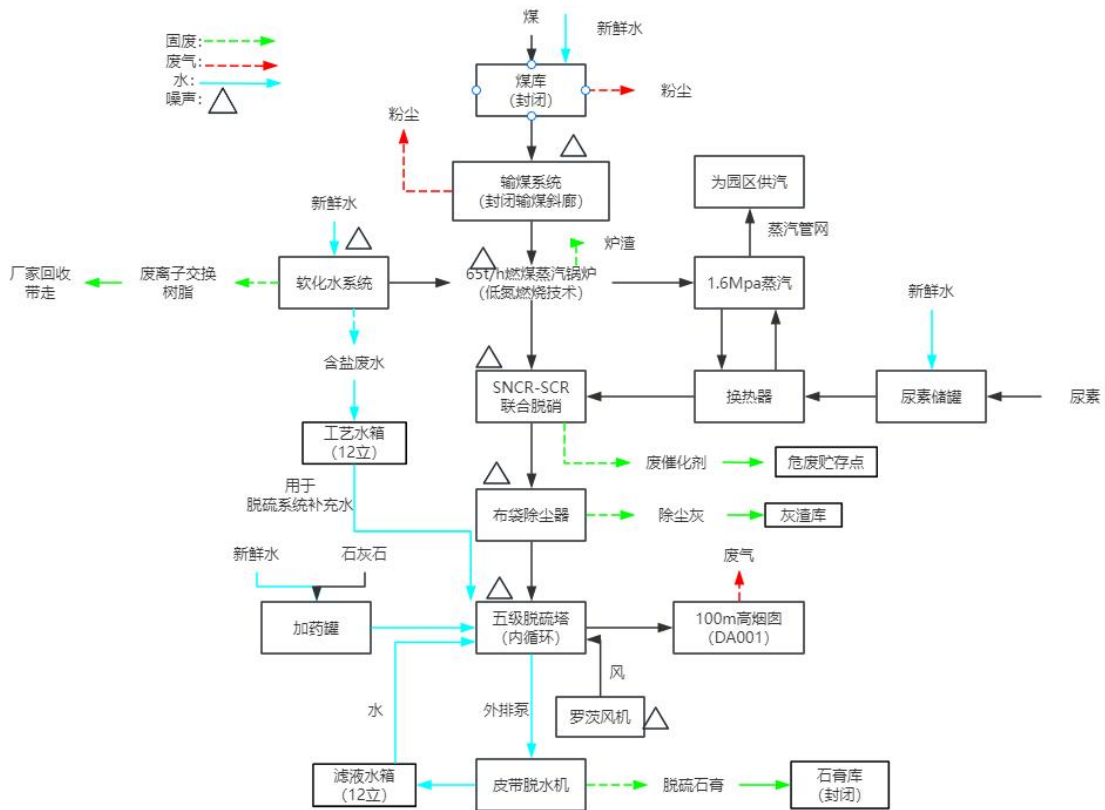 煤
新鲜水
固废:
废气:
水:
噪声:
煤库
(封闭)
粉尘
粉尘
输煤系统
(封闭输煤斜廊)
为园区供汽
蒸汽管网
新鲜水
炉渣
厂家回收
带走
废离子交换
树脂
软化水系统
65t/h燃煤蒸汽锅炉
(低氮燃烧技术)
1.6Mpa蒸汽
新鲜水
含盐废水
SNCR-SCR
联合脱硝
换热器
尿素储罐
尿素
工艺水箱
(12立)
废催化剂
危废贮存点
用于
脱硫系统补充水
布袋除尘器
除尘灰
灰渣库
新鲜水
石灰石
废气
加药罐
五级脱硫塔
(内循环)
100m高烟囱
(DA001)
风
水
外排泵
罗茨风机
滤液水箱
(12立)
皮带脱水机
脱硫石膏
石膏库
(封闭)